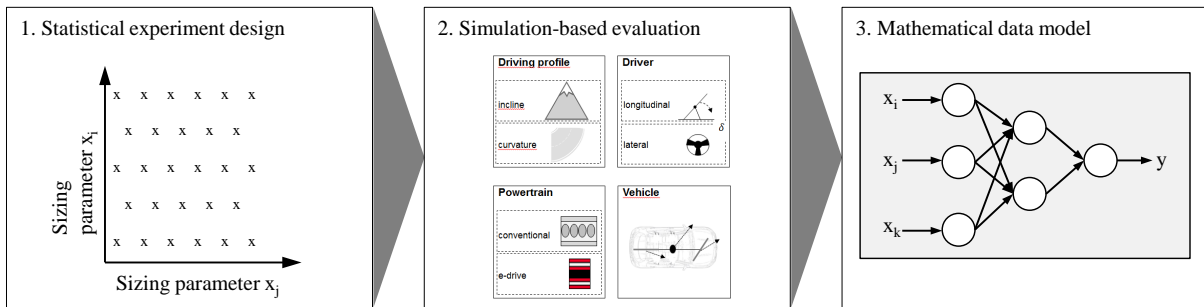 1. Statistical experiment design
Sizing
parameter x_i
x x x x x x
x x x x x
x x x x x x
x x x x x
x x x x x x
Sizing parameter x_j
2. Simulation-based evaluation
Driving profile
incline
curvature
Driver
longitudinal
δ
lateral
Powertrain
conventional
e-drive
Vehicle
3. Mathematical data model
x_i
x_j
x_k
y